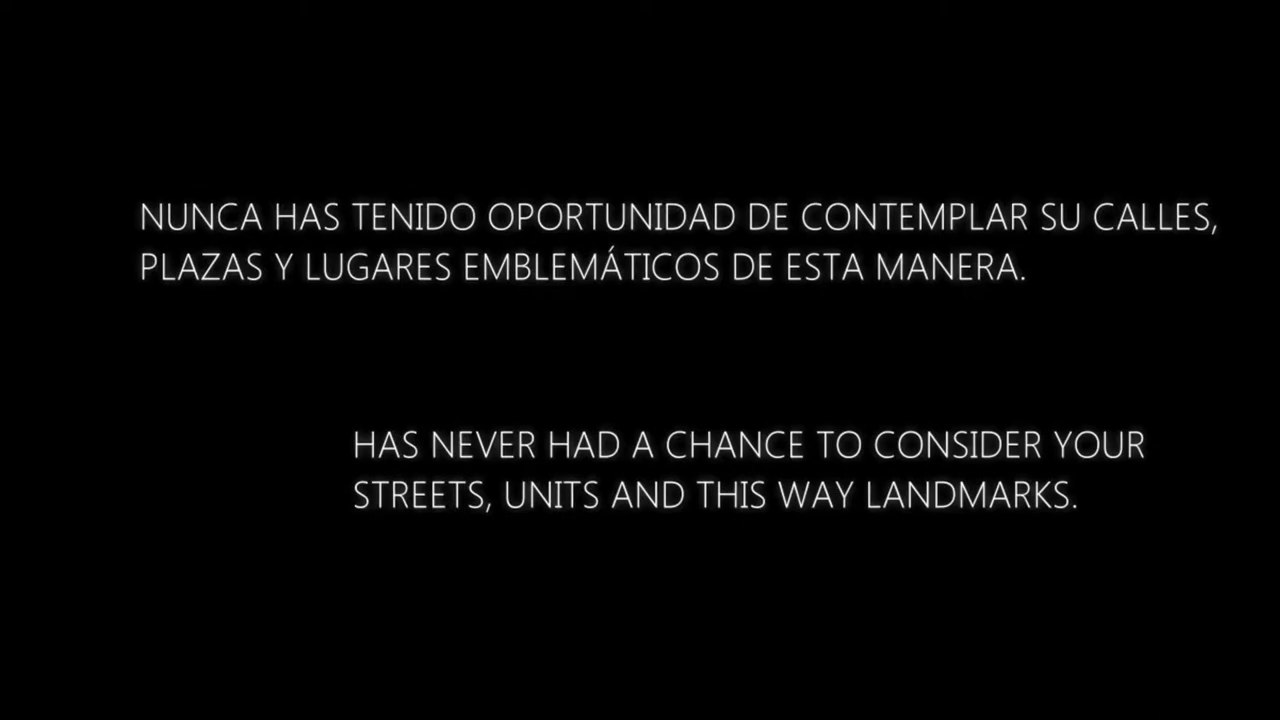 NUNCA HAS TENIDO OPORTUNIDAD DE CONTEMPLAR SU CALLES,
PLAZAS Y LUGARES EMBLEMÁTICOS DE ESTA MANERA.
HAS NEVER HAD A CHANCE TO CONSIDER YOUR
STREETS, UNITS AND THIS WAY LANDMARKS.